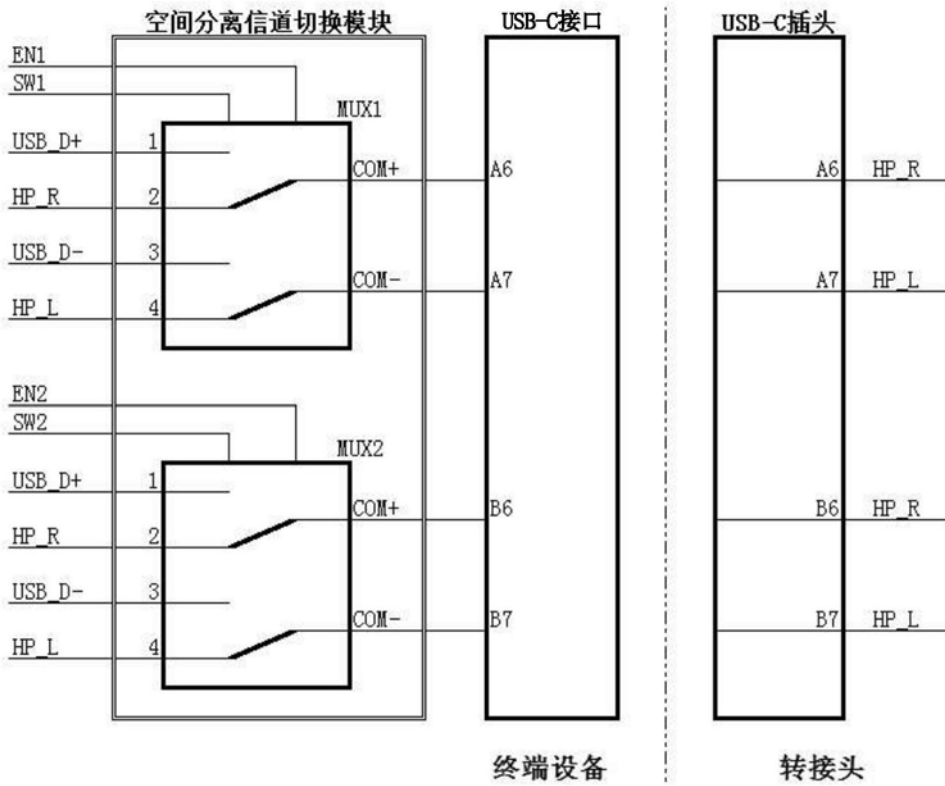 空间分离信道切换模块 USB-C接口 USB-C插头
EN1
SW1
MUX1
USB_D+ 1
COM+ A6 A6 HP_R
HP_R 2
USB_D- 3
COM- A7 A7 HP_L
HP_L 4
EN2
SW2
MUX2
USB_D+ 1
COM+ B6 B6 HP_R
HP_R 2
USB_D- 3
COM- B7 B7 HP_L
HP_L 4
终端设备 转接头